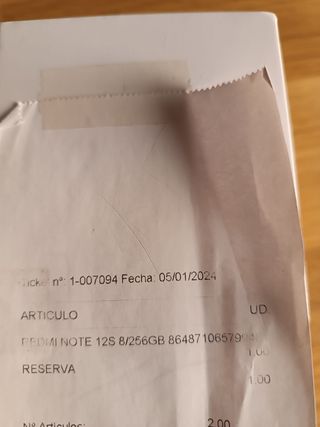 Ticket nº: 1-007094 Fecha: 05/01/2024
ARTICULO UD.
REDMI NOTE 12S 8/256GB
1.00
RESERVA
1.00
Nº Articulos: 2.00